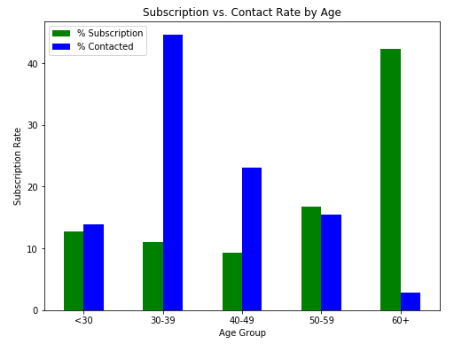 Subscription vs. Contact Rate by Age
% Subscription
% Contacted
Subscription Rate
40
30
20
10
0
<30
30-39
40-49
50-59
60+
Age Group